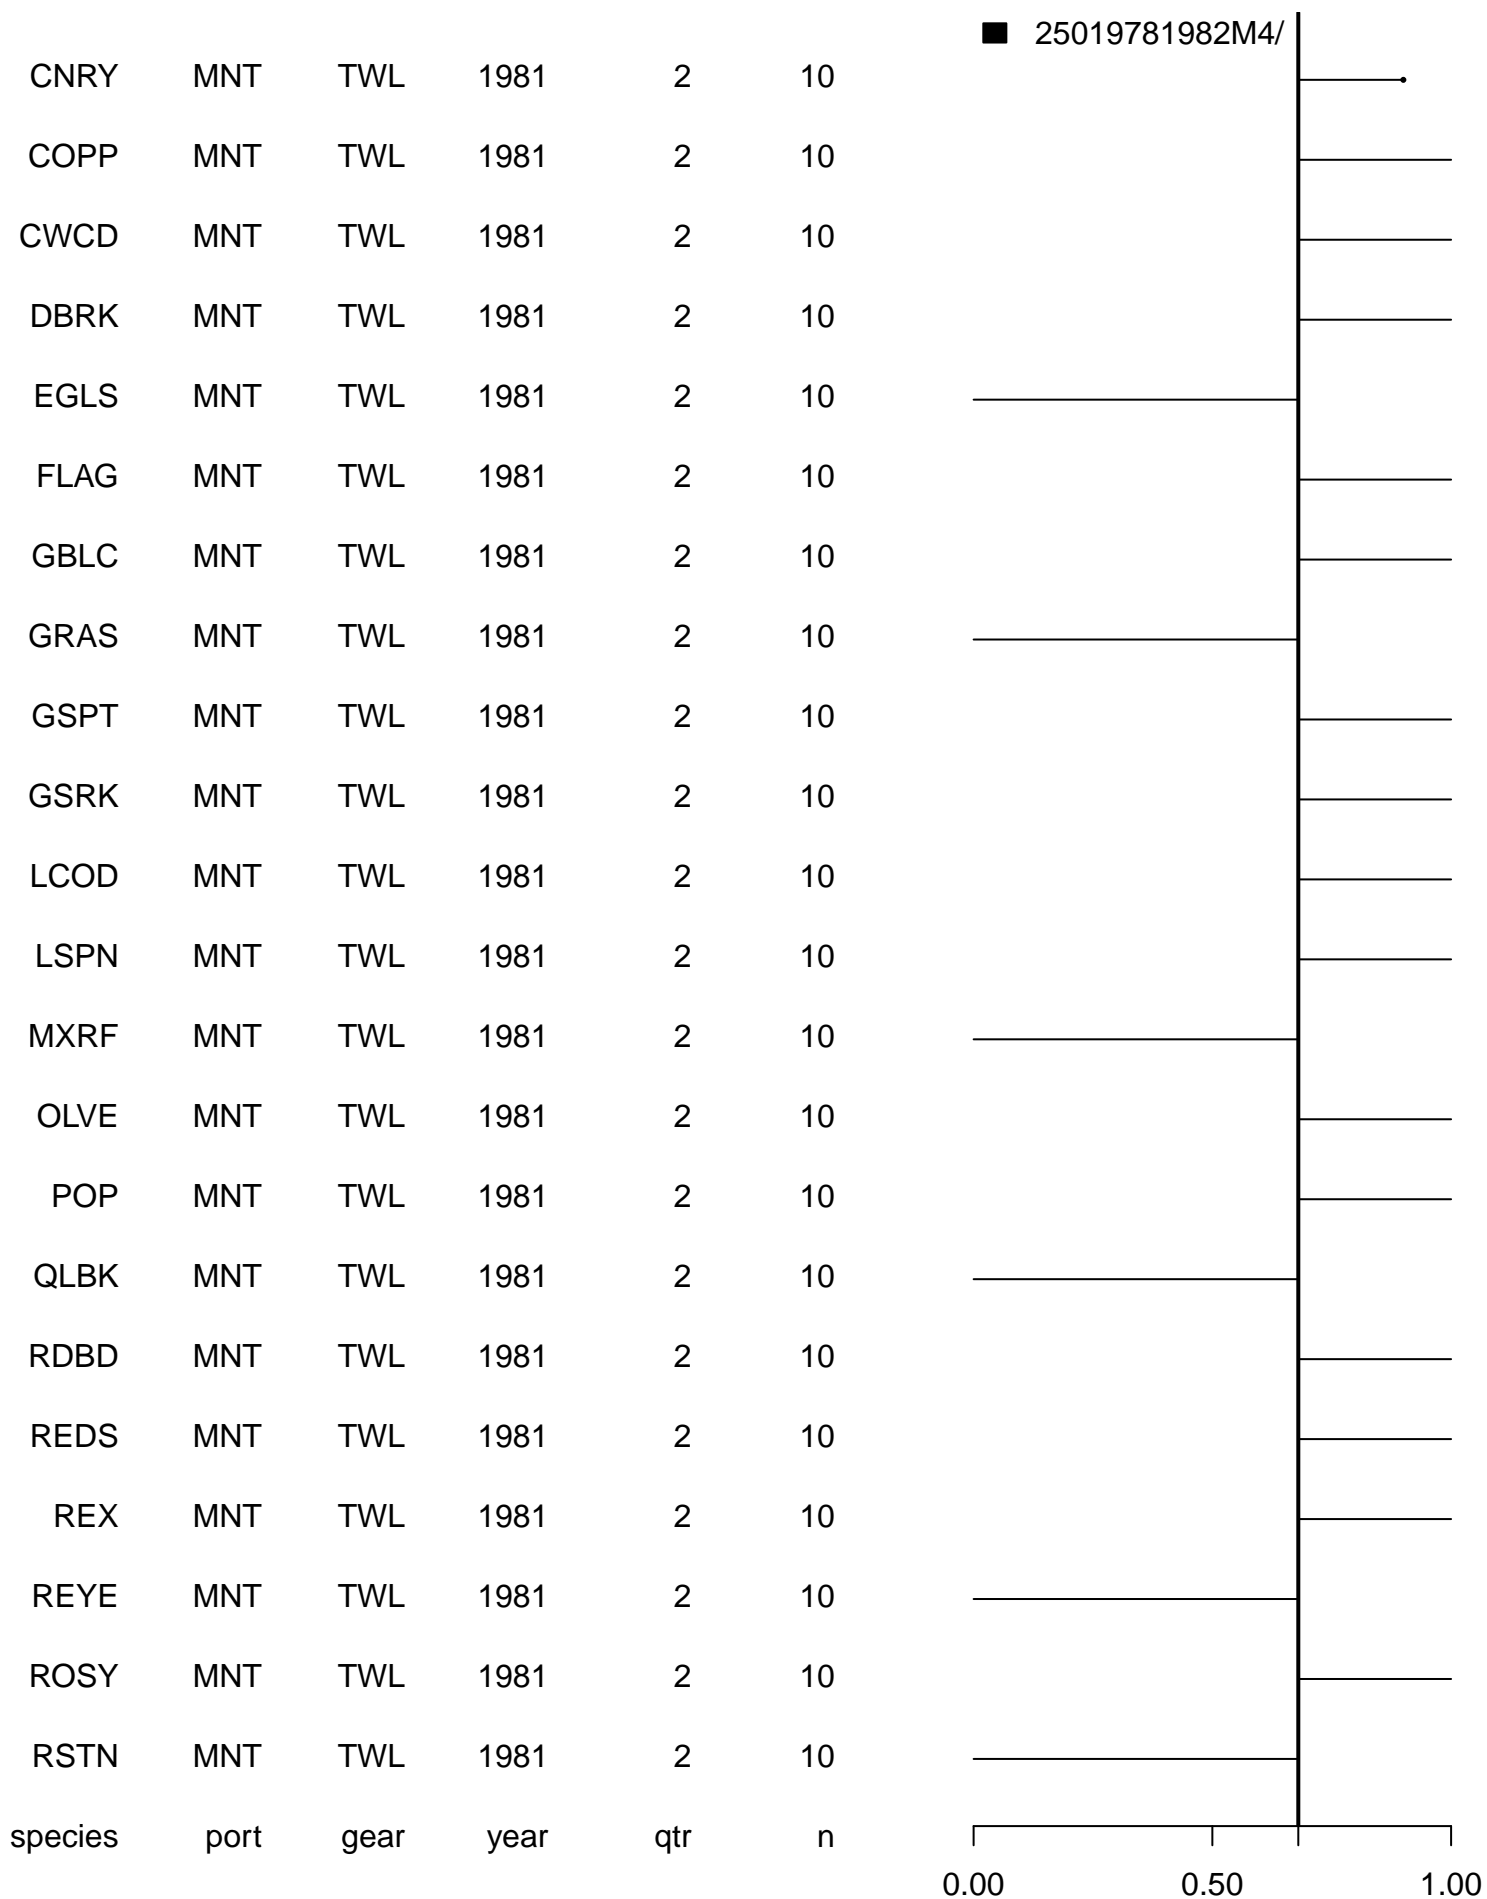 25019781982M4/
CNRY MNT TWL 1981 2 10
COPP MNT TWL 1981 2 10
CWCD MNT TWL 1981 2 10
DBRK MNT TWL 1981 2 10
EGLS MNT TWL 1981 2 10
FLAG MNT TWL 1981 2 10
GBLC MNT TWL 1981 2 10
GRAS MNT TWL 1981 2 10
GSPT MNT TWL 1981 2 10
GSRK MNT TWL 1981 2 10
LCOD MNT TWL 1981 2 10
LSPN MNT TWL 1981 2 10
MXRF MNT TWL 1981 2 10
OLVE MNT TWL 1981 2 10
POP MNT TWL 1981 2 10
QLBK MNT TWL 1981 2 10
RDBD MNT TWL 1981 2 10
REDS MNT TWL 1981 2 10
REX MNT TWL 1981 2 10
REYE MNT TWL 1981 2 10
ROSY MNT TWL 1981 2 10
RSTN MNT TWL 1981 2 10
species port gear year qtr n
0.00 0.50 1.00